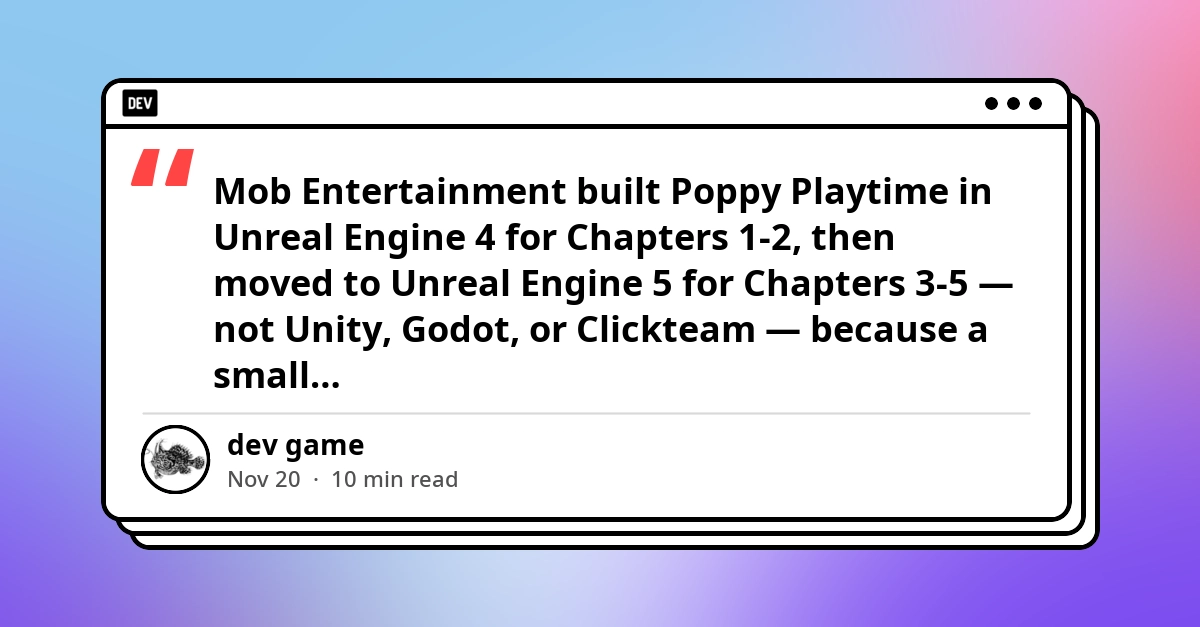 DEV
“
Mob Entertainment built Poppy Playtime in
Unreal Engine 4 for Chapters 1-2, then
moved to Unreal Engine 5 for Chapters 3-5 —
not Unity, Godot, or Clickteam — because a
small...
dev game
Nov 20 · 10 min read